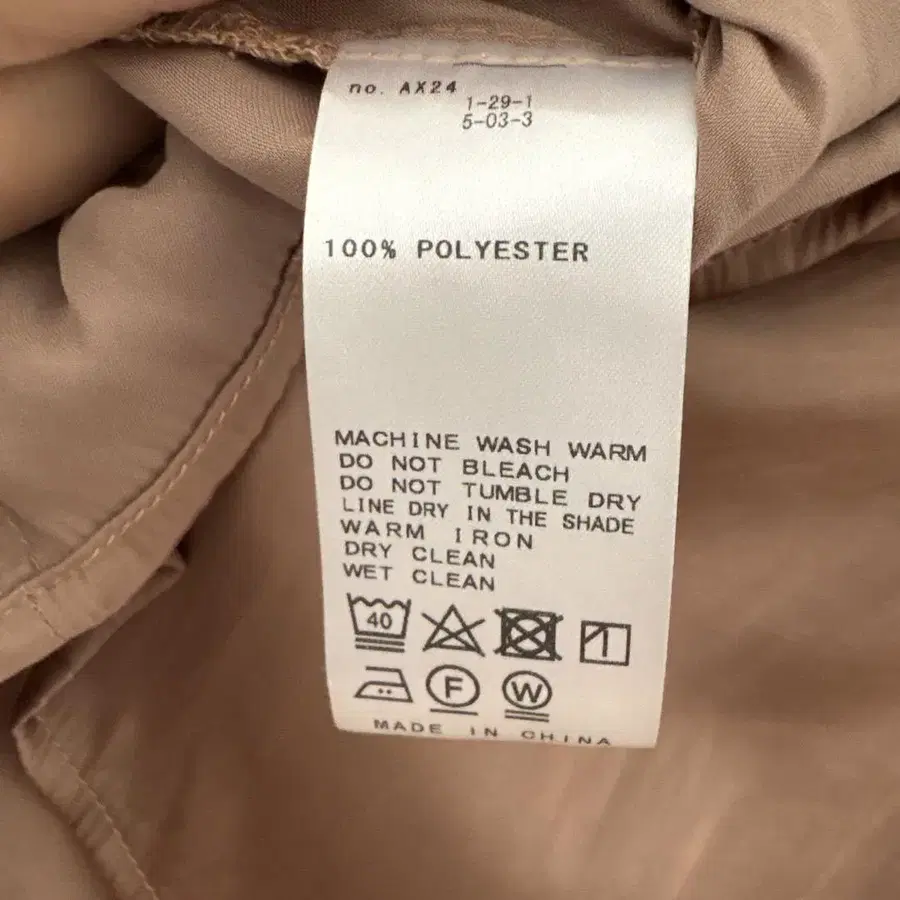 no. AX24
1-29-1
5-03-3
100% POLYESTER
MACHINE WASH WARM
DO NOT BLEACH
DO NOT TUMBLE DRY
LINE DRY IN THE SHADE
WARM IRON
DRY CLEAN
WET CLEAN
40
F W
MADE IN CHINA